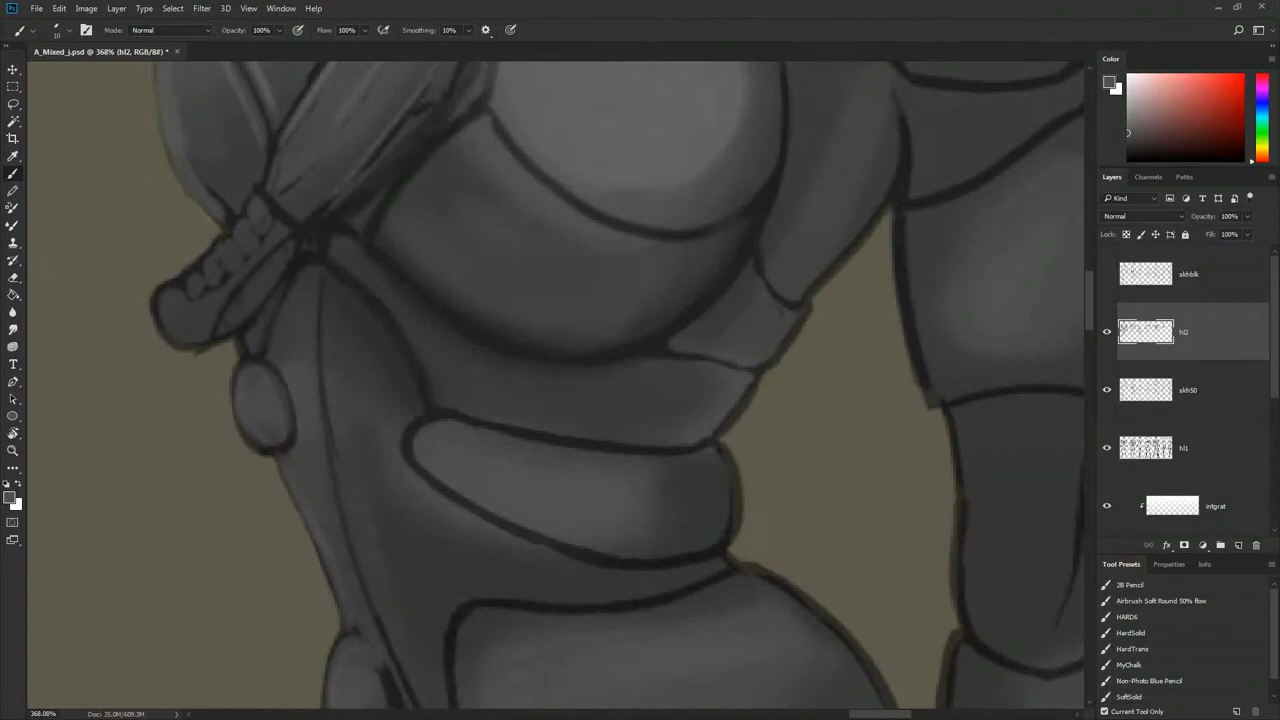 Ps File Edit Image Layer Type Select Filter 3D View Window Help
10 Mode: Normal Opacity: 100% Flow: 100% Smoothing: 10%
A_Mixed_j.psd @ 368% (hl2, RGB/8#) * ×
Color
Layers Channels Paths
Kind
Normal Opacity: 100%
Lock: Fill: 100%
skhblk
hl2
skh50
hl1
intgrat
fx
Tool Presets Properties Info
2B Pencil
Airbrush Soft Round 50% flow
HARD6
HardSolid
HardTrans
MyChalk
Non-Photo Blue Pencil
SoftSolid
Current Tool Only
368.08% Doc: 35.0M/609.3M